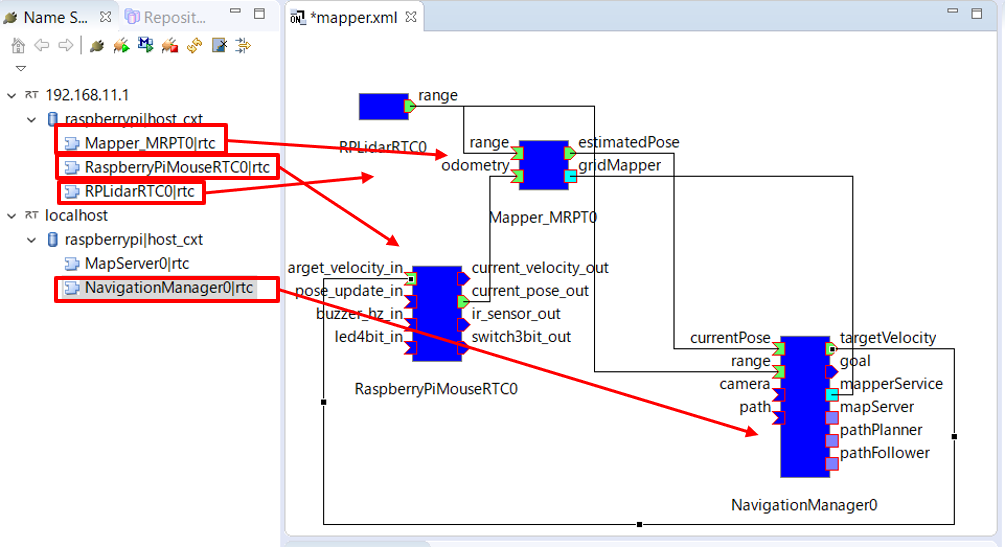 Name S...
Reposit...
192.168.11.1
raspberrypi|host_cxt
Mapper_MRPT0|rtc
RaspberryPiMouseRTC0|rtc
RPLidarRTC0|rtc
localhost
raspberrypi|host_cxt
MapServer0|rtc
NavigationManager0|rtc
*mapper.xml
range
RPLidarRTC0
range
odometry
estimatedPose
gridMapper
Mapper_MRPT0
arget_velocity_in
pose_update_in
buzzer_hz_in
led4bit_in
current_velocity_out
current_pose_out
ir_sensor_out
switch3bit_out
RaspberryPiMouseRTC0
currentPose
range
camera
path
targetVelocity
goal
mapperService
mapServer
pathPlanner
pathFollower
NavigationManager0